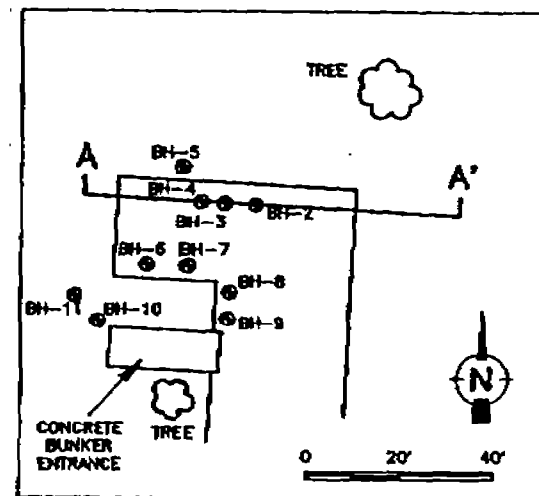 TREE
BH-5
A
A'
BH-4
BH-3
BH-2
BH-6
BH-7
BH-8
BH-1
BH-10
BH-9
N
CONCRETE
BUNKER
ENTRANCE
TREE
0
20'
40'